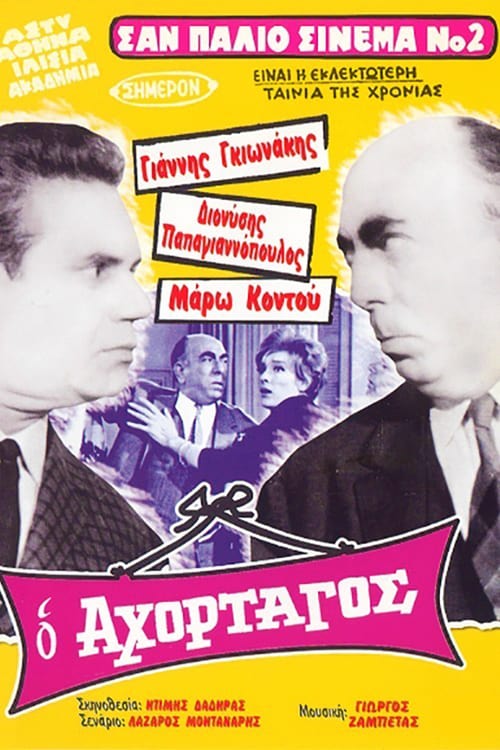 ΑΣΤΥ
ΑΘΗΝΑ
ΙΛΙΣΙΑ
ΑΚΑΔΗΜΙΑ
ΣΑΝ ΠΑΛΙΟ ΣΙΝΕΜΑ Νο2
ΣΗΜΕΡΟΝ
ΕΙΝΑΙ Η ΕΚΛΕΚΤΩΤΕΡΗ
ΤΑΙΝΙΑ ΤΗΣ ΧΡΟΝΙΑΣ
Γιάννης Γκιωνάκης
Διονύσης
Παπαγιαννόπουλος
Μάρω Κοντού
ὁ ΑΧΟΡΤΑΓΟΣ
Σκηνοθεσία: ΝΤΙΜΗΣ ΔΑΔΗΡΑΣ
Σενάριο: ΛΑΖΑΡΟΣ ΜΟΝΤΑΝΑΡΗΣ
Μουσική: ΓΙΩΡΓΟΣ
ΖΑΜΠΕΤΑΣ